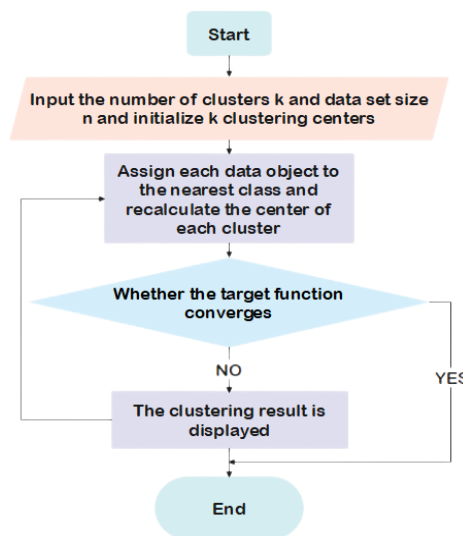 Start
Input the number of clusters k and data set size
n and initialize k clustering centers
Assign each data object to
the nearest class and
recalculate the center of
each cluster
Whether the target function
converges
NO
YES
The clustering result is
displayed
End